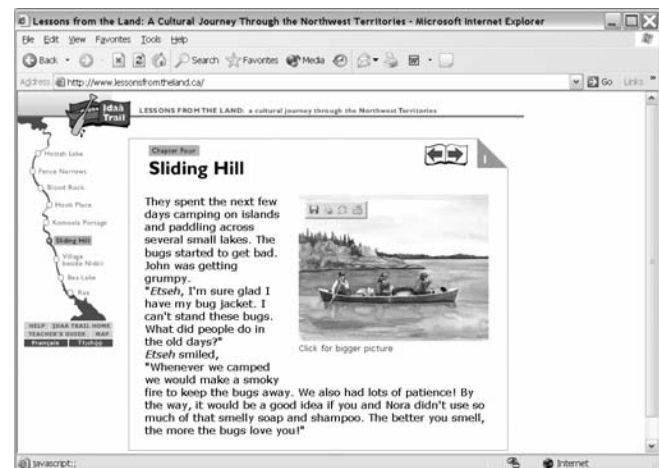 Lessons from the Land: A Cultural Journey Through the Northwest Territories - Microsoft Internet Explorer
File Edit View Favorites Tools Help
Back Search Favorites Media
Address http://www.lessonsfromtheland.ca/ Go Links »
Idaà Trail
LESSONS FROM THE LAND: a cultural journey through the Northwest Territories
Hottah Lake
Fence Narrows
Blood Rock
Hook Place
Kamoola Portage
Sliding Hill
Village beside Nidzii
Bea Lake
Rae
HELP IDAÀ TRAIL HOME
TEACHER'S GUIDE MAP
Français
Chapter Four
Sliding Hill
1
They spent the next few
days camping on islands
and paddling across
several small lakes. The
bugs started to get bad.
John was getting
grumpy.
"Etseh, I'm sure glad I
have my bug jacket. I
can't stand these bugs.
What did people do in
the old days?"
Etseh smiled,
"Whenever we camped
we would make a smoky
fire to keep the bugs away. We also had lots of patience! By
the way, it would be a good idea if you and Nora didn't use so
much of that smelly soap and shampoo. The better you smell,
the more the bugs love you!"
Click for bigger picture
javascript:; Internet